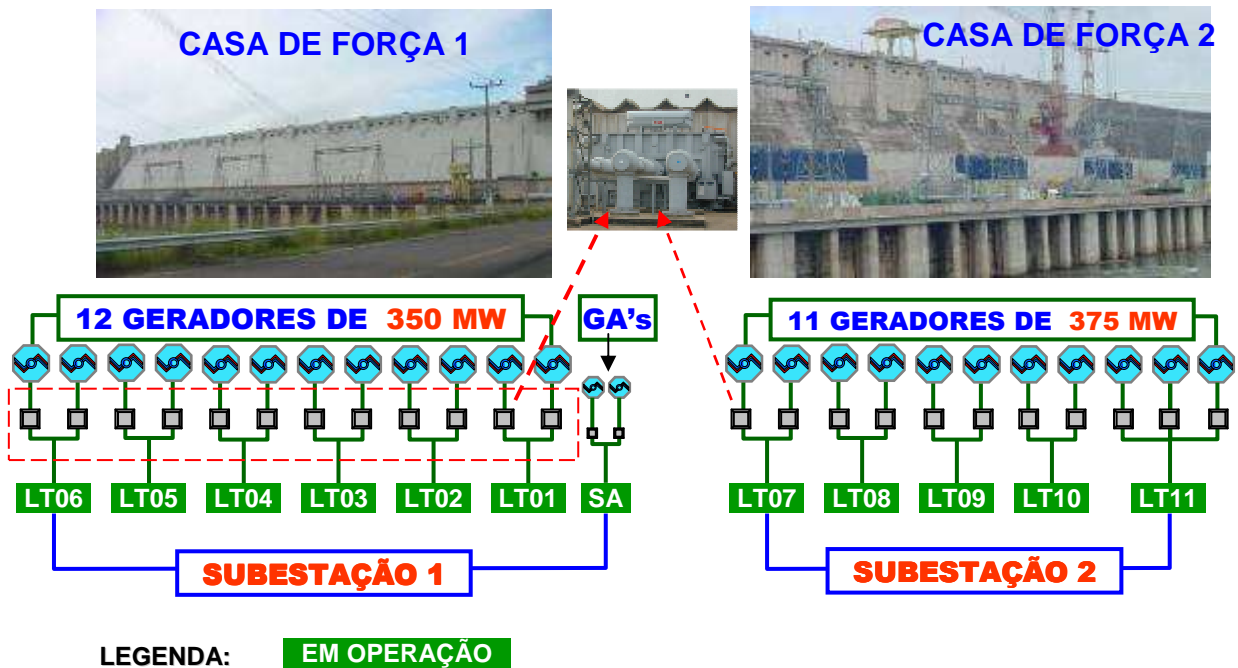 CASA DE FORÇA 1
CASA DE FORÇA 2
12 GERADORES DE 350 MW
GA's
11 GERADORES DE 375 MW
LT06
LT05
LT04
LT03
LT02
LT01
SA
LT07
LT08
LT09
LT10
LT11
SUBESTAÇÃO 1
SUBESTAÇÃO 2
LEGENDA:
EM OPERAÇÃO